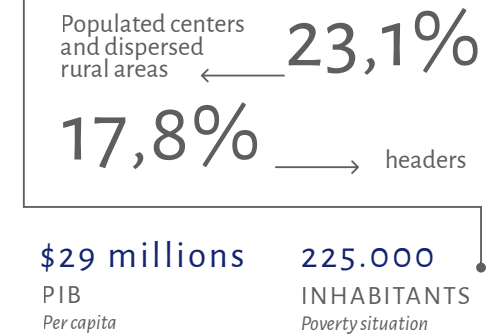 Populated centers
and dispersed
rural areas
23,1%
17,8%
headers
$29 millions
PIB
Per capita
225.000
INHABITANTS
Poverty situation